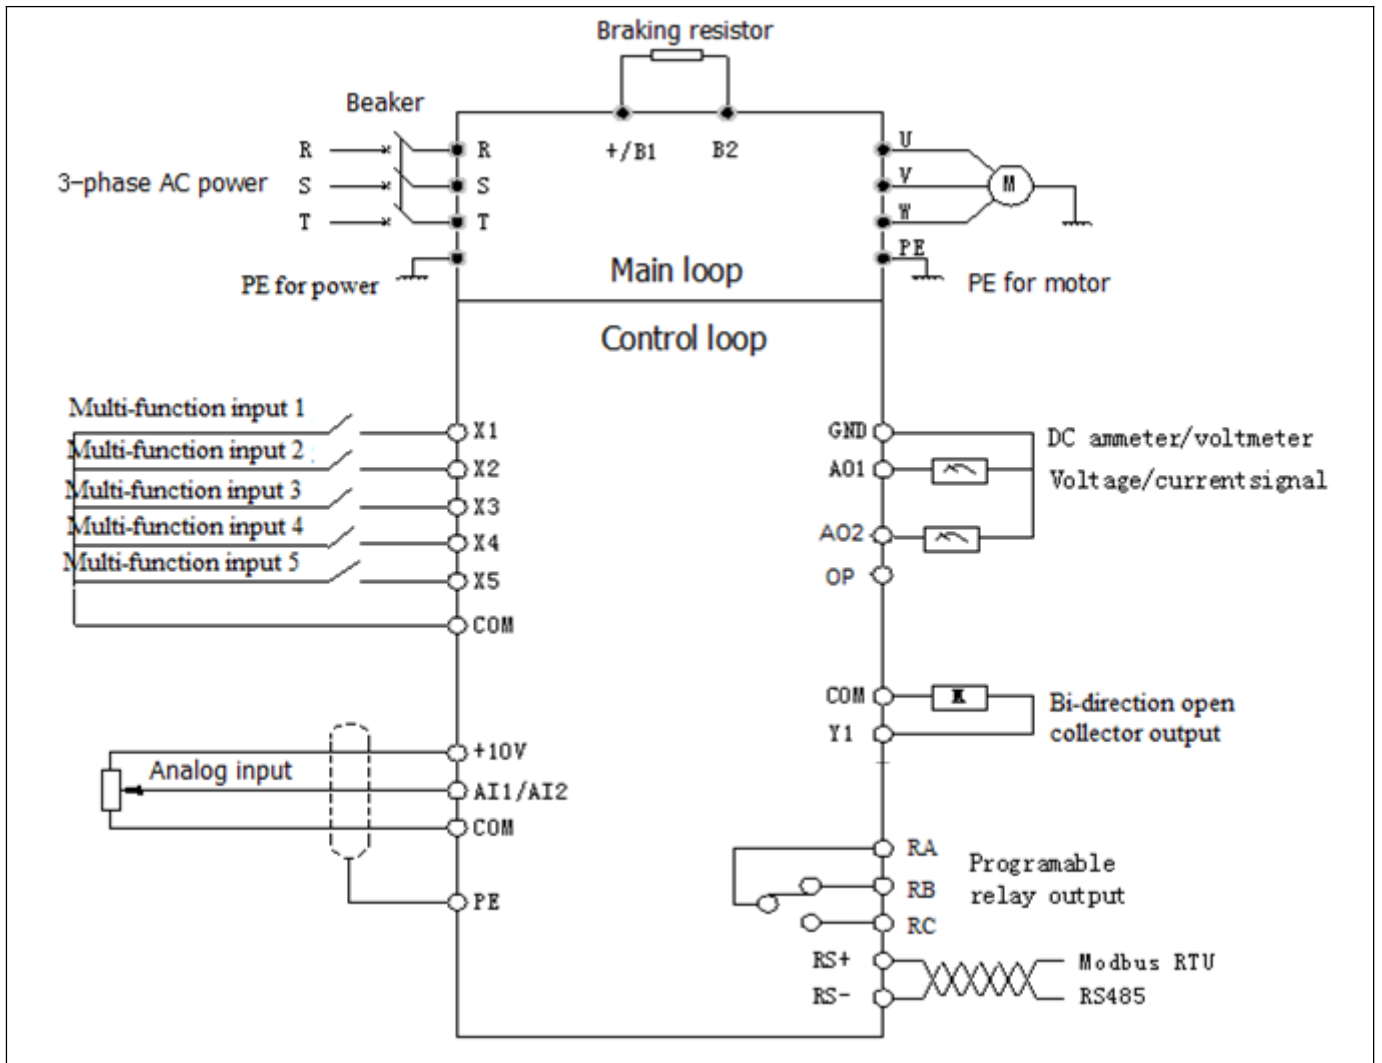 Braking resistor
Beaker
+/B1 B2
R R
3-phase AC power S S
T T
U
V
W
M
PE
PE for power
Main loop
PE for motor
Control loop
Multi-function input 1
X1
Multi-function input 2
X2
Multi-function input 3
X3
Multi-function input 4
X4
Multi-function input 5
X5
COM
GND
DC ammeter/voltmeter
AO1
Voltage/currentsignal
AO2
OP
COM
Y1
Bi-direction open
collector output
+10V
Analog input
AI1/AI2
COM
PE
RA
RB
RC
Programable
relay output
RS+
Modbus RTU
RS-
RS485